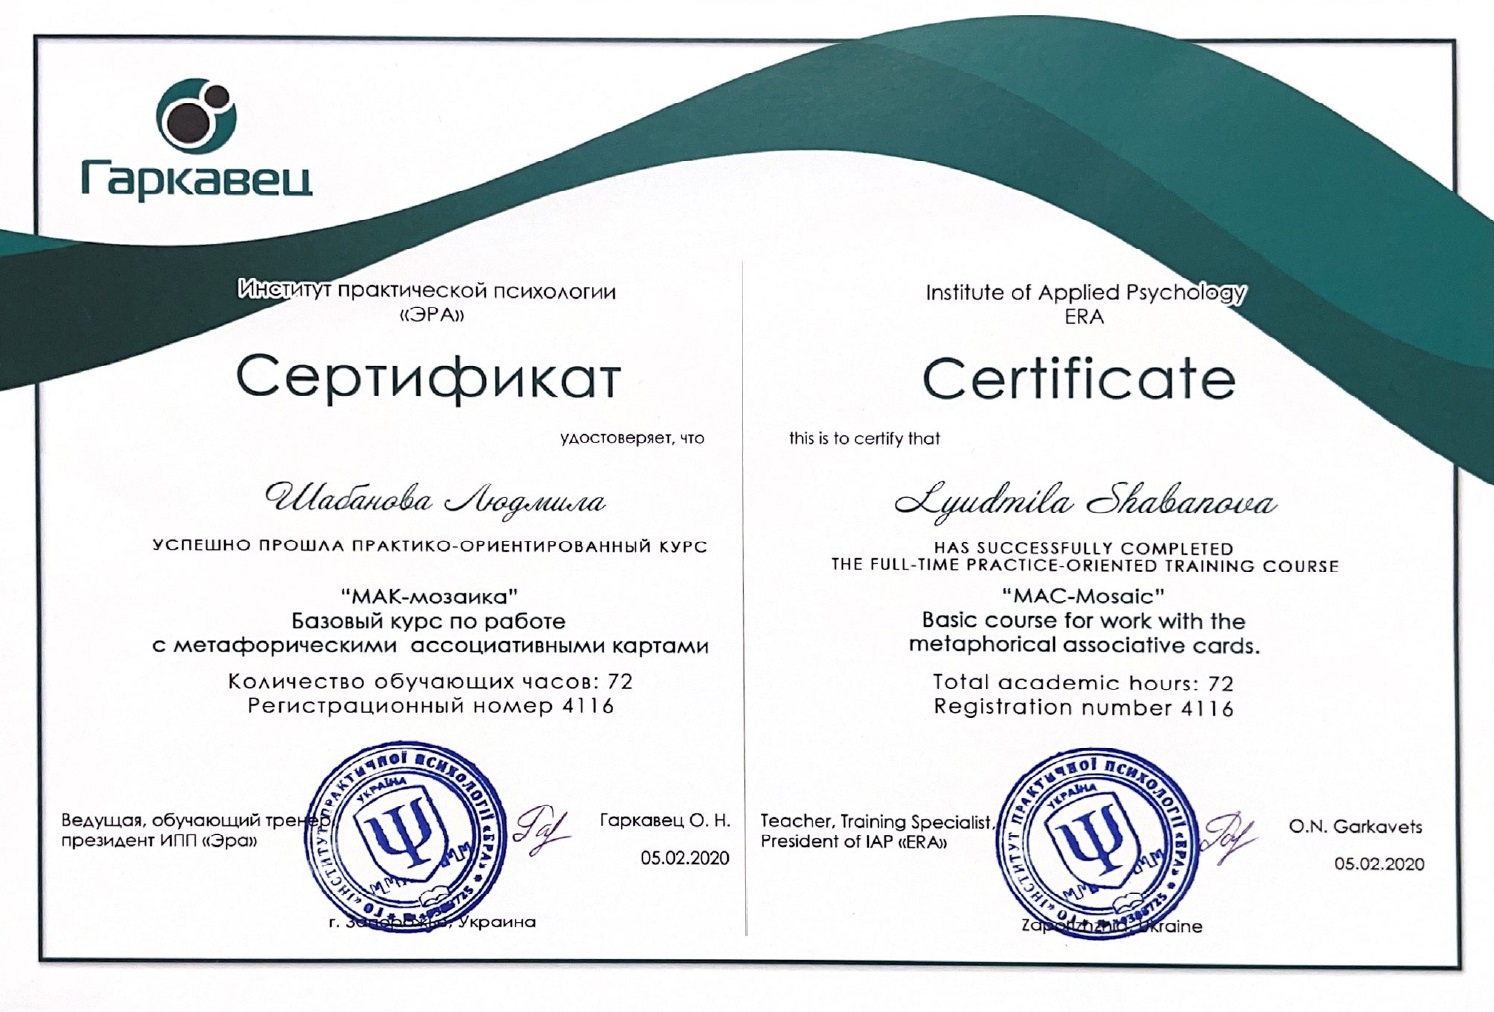 Гаркавец
Институт практической психологии
«ЭРА»
Сертификат
удостоверяет, что
Шабанова Людмила
УСПЕШНО ПРОШЛА ПРАКТИКО-ОРИЕНТИРОВАННЫЙ КУРС
"МАК-мозаика"
Базовый курс по работе
с метафорическими ассоциативными картами
Количество обучающих часов: 72
Регистрационный номер 4116
Ведущая, обучающий тренер,
президент ИПП «Эра»
Гаркавец О. Н.
05.02.2020
ГО «ІНСТИТУТ ПРАКТИЧНОЇ ПСИХОЛОГІЇ «ЕРА»
УКРАЇНА
г. Запорожье, Украина
Institute of Applied Psychology
ERA
Certificate
this is to certify that
Lyudmila Shabanova
HAS SUCCESSFULLY COMPLETED
THE FULL-TIME PRACTICE-ORIENTED TRAINING COURSE
"MAC-Mosaic"
Basic course for work with the
metaphorical associative cards.
Total academic hours: 72
Registration number 4116
Teacher, Training Specialist,
President of IAP «ERA»
O.N. Garkavets
05.02.2020
ГО «ІНСТИТУТ ПРАКТИЧНОЇ ПСИХОЛОГІЇ «ЕРА»
УКРАЇНА
Zaporizhzhia, Ukraine